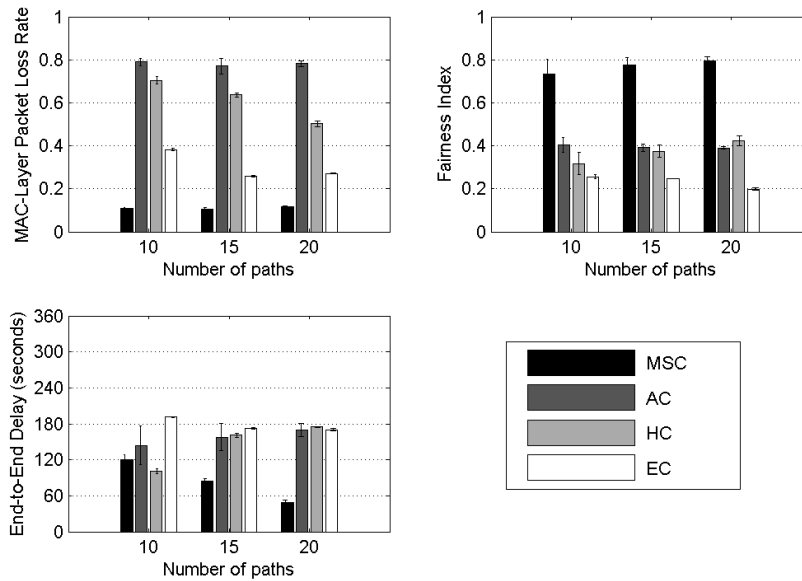 MAC-Layer Packet Loss Rate
1
0.8
0.6
0.4
0.2
0
10 15 20
Number of paths
Fairness Index
1
0.8
0.6
0.4
0.2
0
10 15 20
Number of paths
End-to-End Delay (seconds)
360
300
240
180
120
60
0
10 15 20
Number of paths
MSC
AC
HC
EC